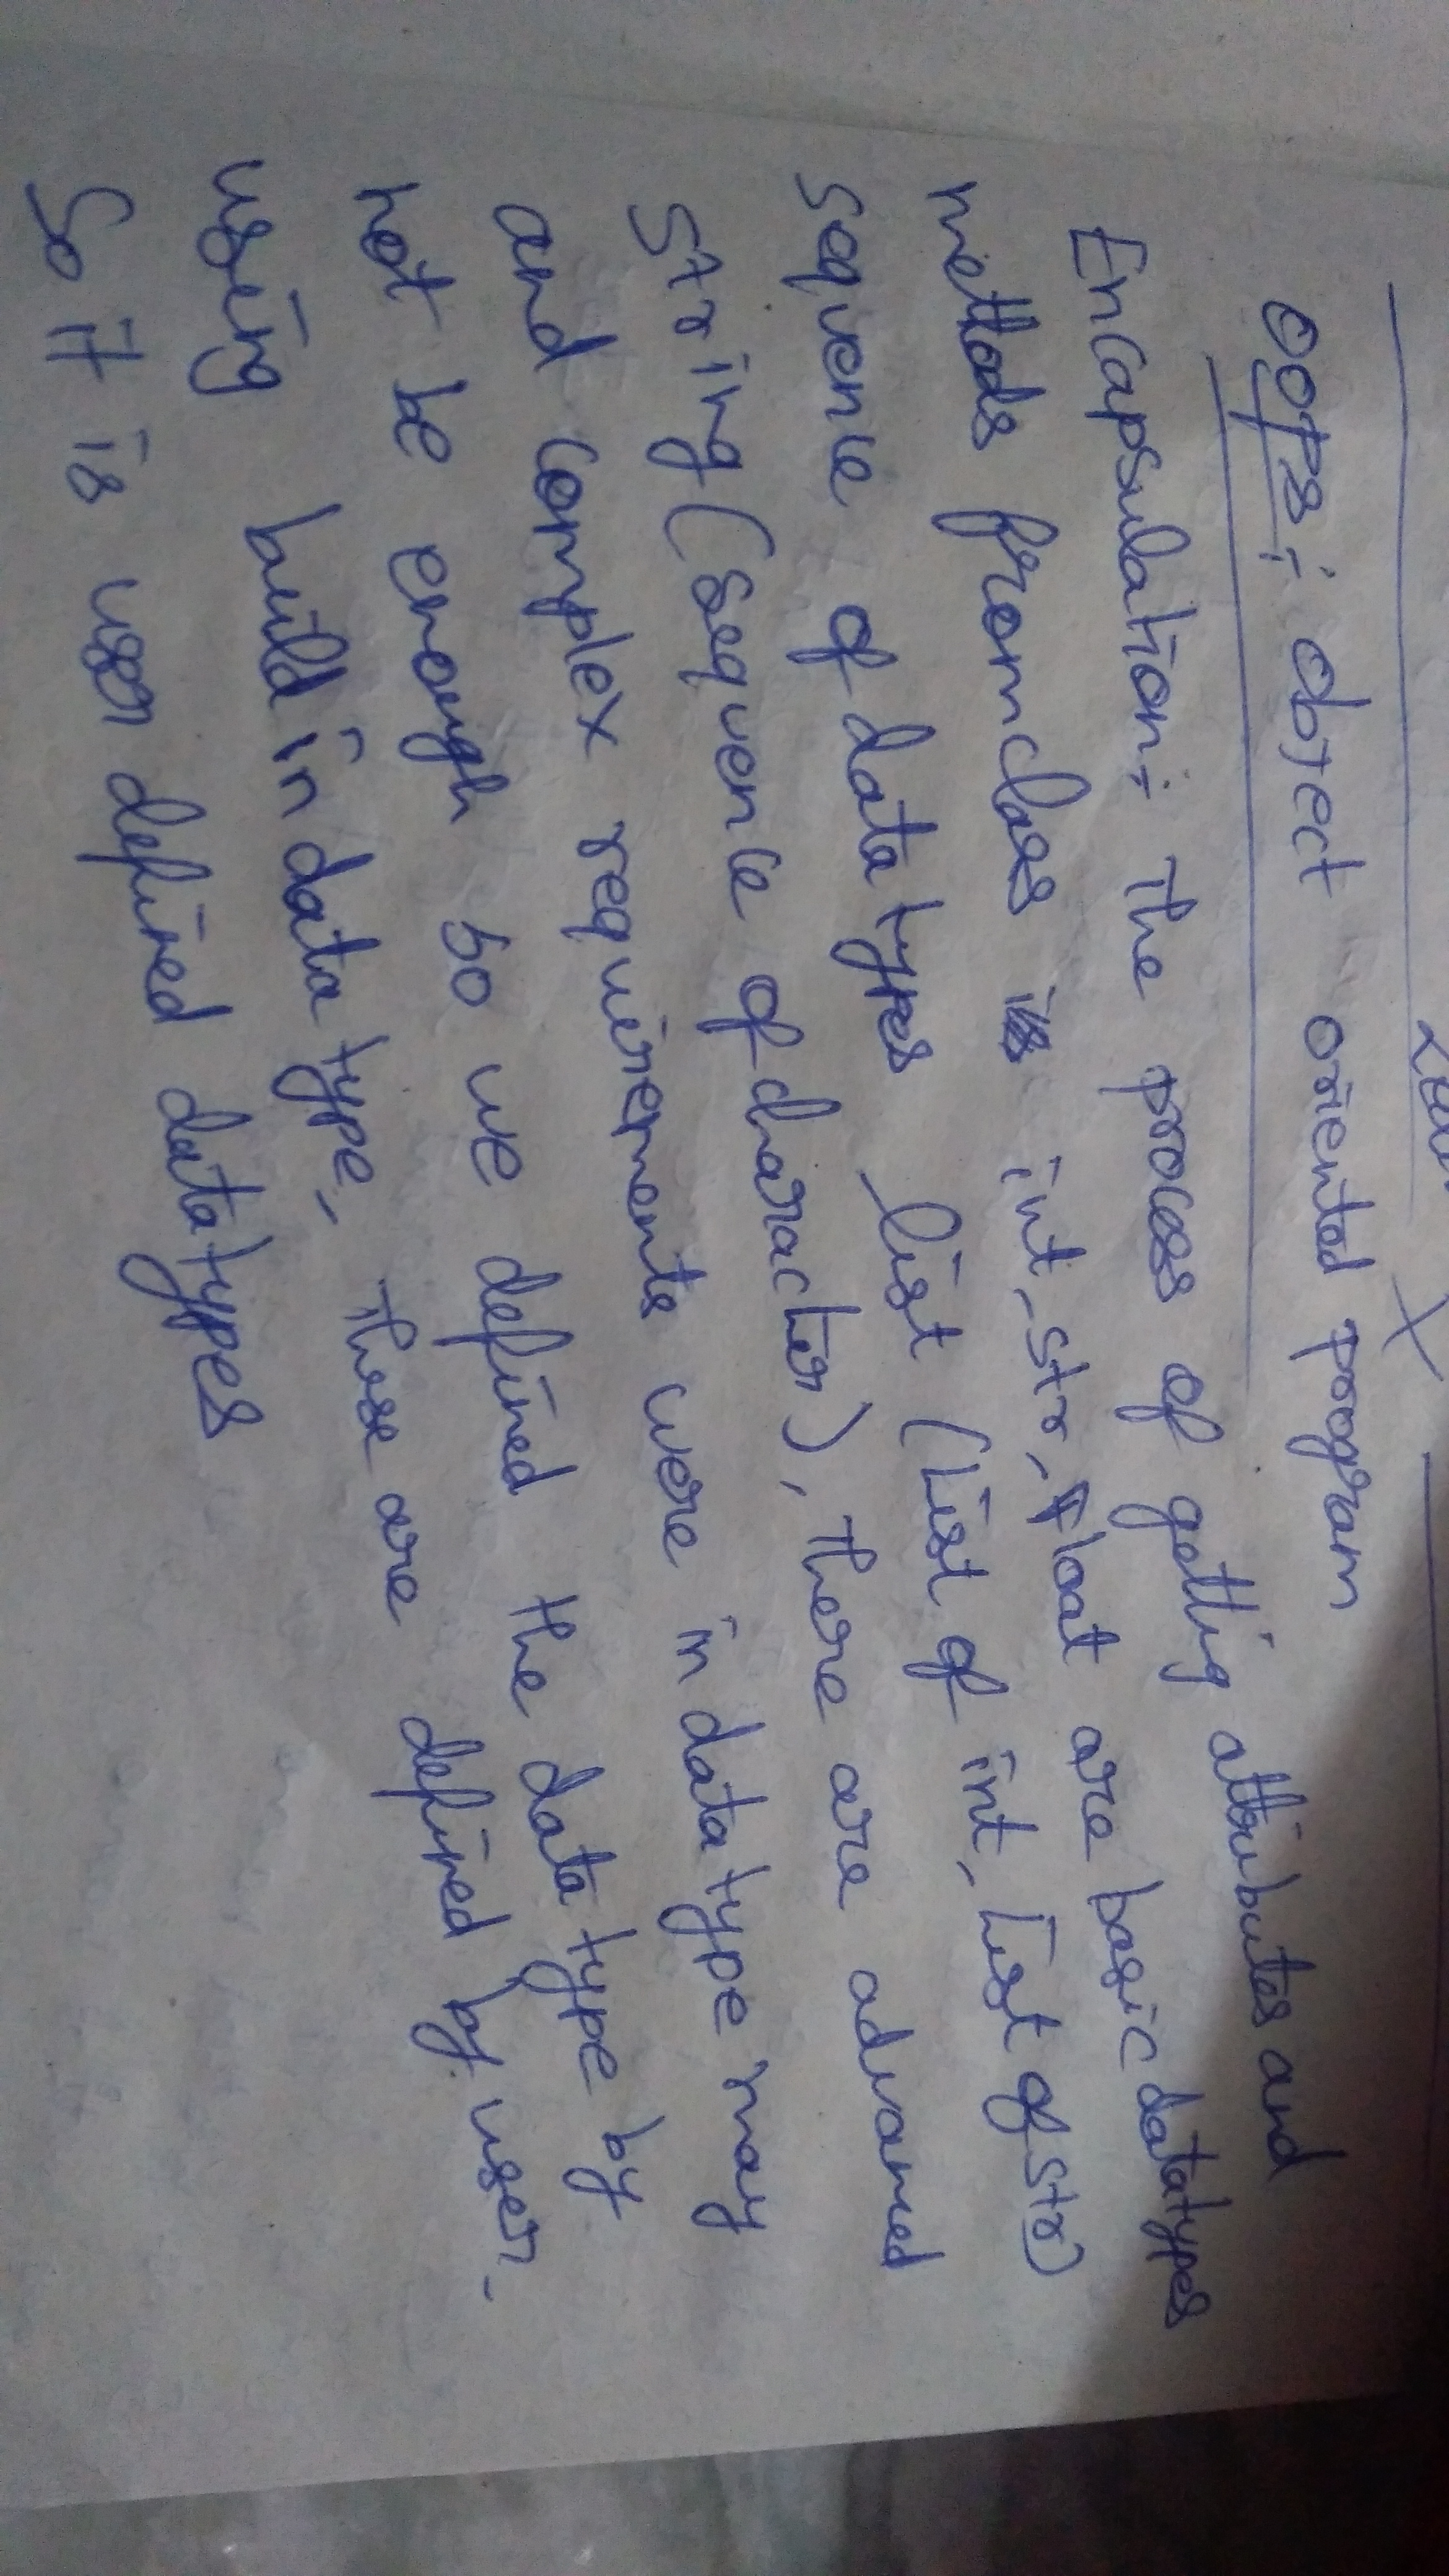 OOPS:- Object oriented program
Encapsulation:- The process of getting attributes and
methods from class int, str, float are basic datatypes
sequence of data types list (List of int, List of str)
String (sequence of character), there are advanced
and complex requirements were in datatype may
not be enough so we defined the data type by
using build in data type, these are defined by user.
So it is user defined datatypes